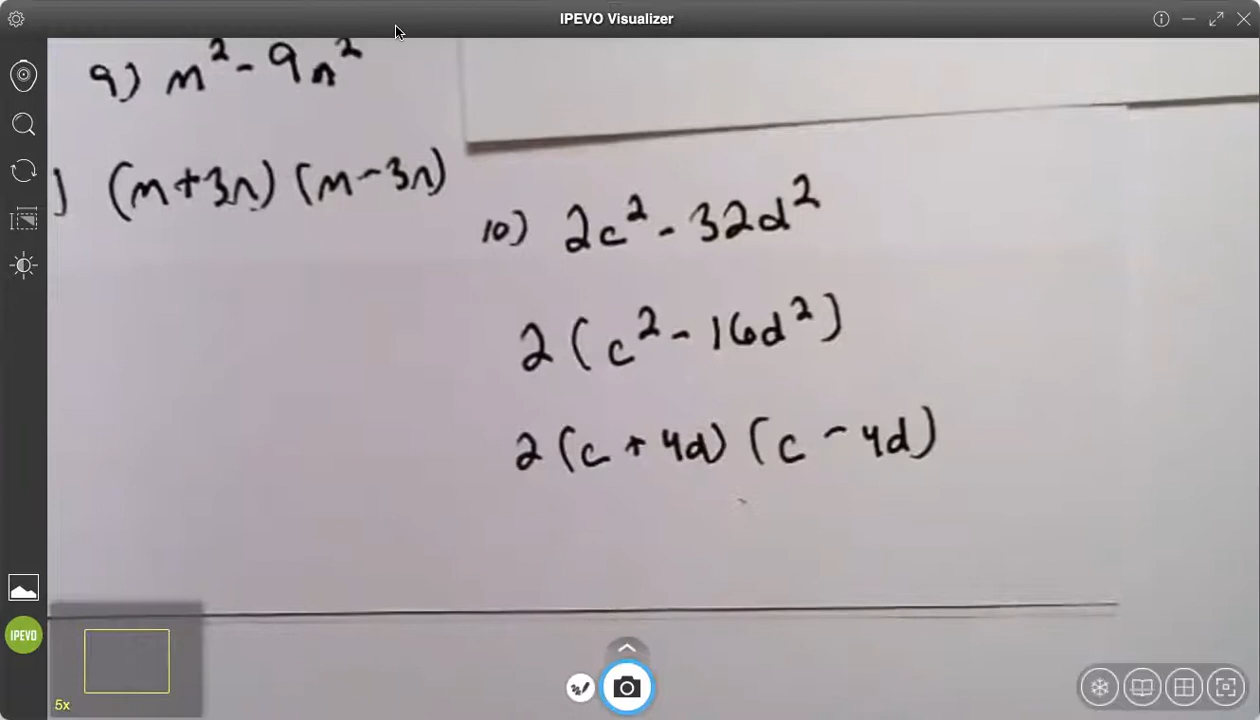 IPEVO Visualizer
9) m² - 9n²
) (m+3n) (m-3n)
10) 2c² - 32d²
2(c² - 16d²)
2(c + 4d) (c - 4d)
IPEVO
5x